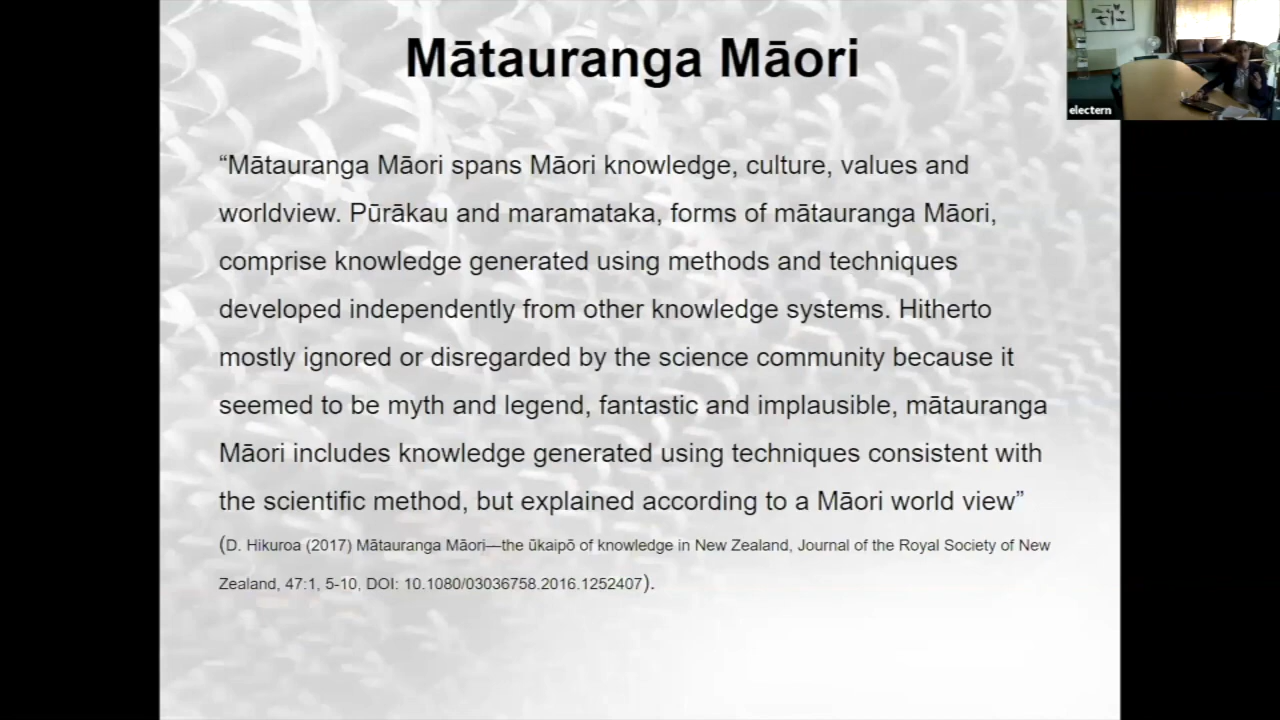 Mātauranga Māori
electern
“Mātauranga Māori spans Māori knowledge, culture, values and
worldview. Pūrākau and maramataka, forms of mātauranga Māori,
comprise knowledge generated using methods and techniques
developed independently from other knowledge systems. Hitherto
mostly ignored or disregarded by the science community because it
seemed to be myth and legend, fantastic and implausible, mātauranga
Māori includes knowledge generated using techniques consistent with
the scientific method, but explained according to a Māori world view”
(D. Hikuroa (2017) Mātauranga Māori—the ūkaipō of knowledge in New Zealand, Journal of the Royal Society of New
Zealand, 47:1, 5-10, DOI: 10.1080/03036758.2016.1252407).